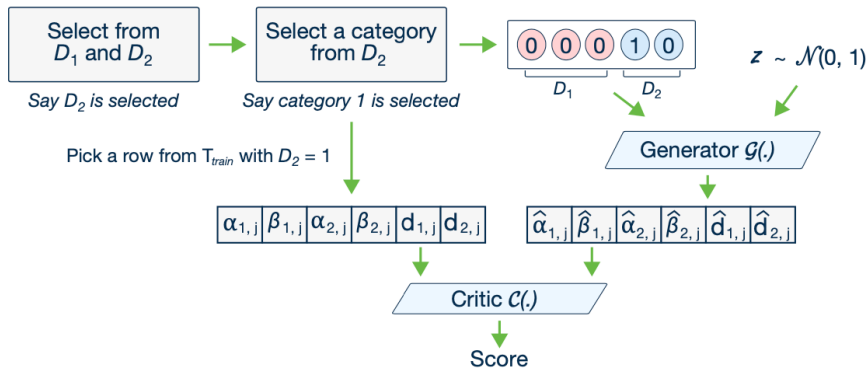 Select from
D₁ and D₂
Select a category
from D₂
0 0 0 1 0
D₁ D₂
z ~ 𝒩(0, 1)
Say D₂ is selected
Say category 1 is selected
Pick a row from T_train with D₂ = 1
Generator 𝒢(.)
α₁,ⱼ β₁,ⱼ α₂,ⱼ β₂,ⱼ d₁,ⱼ d₂,ⱼ
α̂₁,ⱼ β̂₁,ⱼ α̂₂,ⱼ β̂₂,ⱼ d̂₁,ⱼ d̂₂,ⱼ
Critic 𝒞(.)
Score